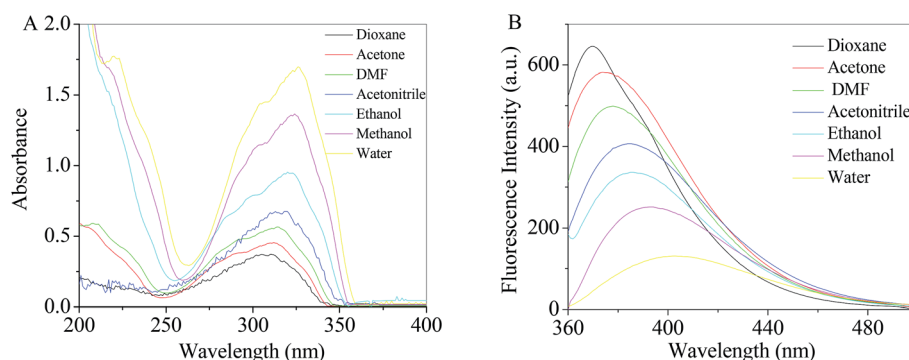 A
2.0
1.5
1.0
0.5
0.0
Absorbance
200 250 300 350 400
Wavelength (nm)
Dioxane
Acetone
DMF
Acetonitrile
Ethanol
Methanol
Water
B
600
400
200
0
Fluorescence Intensity (a.u.)
360 400 440 480
Wavelength (nm)
Dioxane
Acetone
DMF
Acetonitrile
Ethanol
Methanol
Water